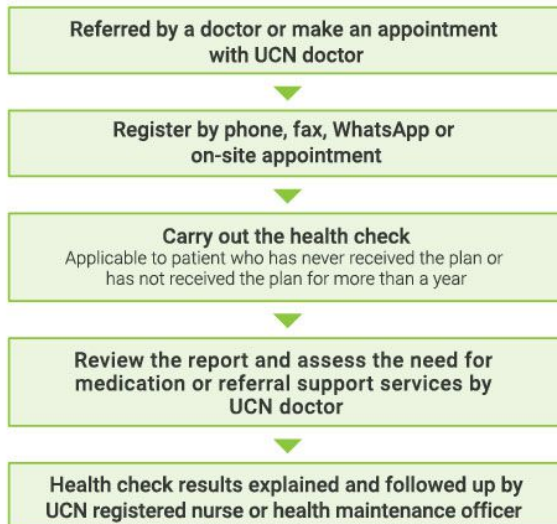 Referred by a doctor or make an appointment
with UCN doctor
Register by phone, fax, WhatsApp or
on-site appointment
Carry out the health check
Applicable to patient who has never received the plan or
has not received the plan for more than a year
Review the report and assess the need for
medication or referral support services by
UCN doctor
Health check results explained and followed up by
UCN registered nurse or health maintenance officer